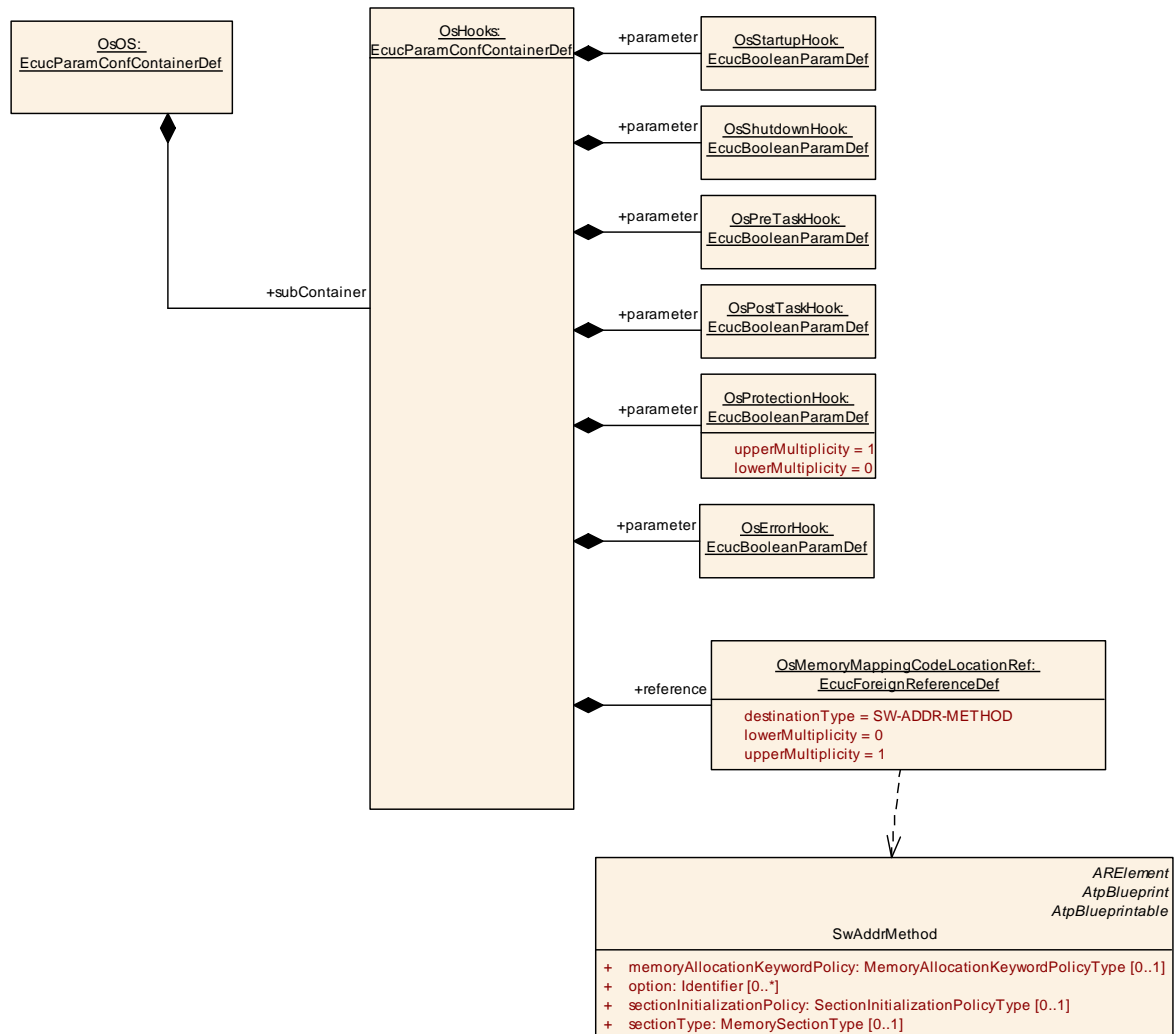 OsOS:
EcucParamConfContainerDef
OsHooks:
EcucParamConfContainerDef
+subContainer
+parameter
OsStartupHook:
EcucBooleanParamDef
+parameter
OsShutdownHook:
EcucBooleanParamDef
+parameter
OsPreTaskHook:
EcucBooleanParamDef
+parameter
OsPostTaskHook:
EcucBooleanParamDef
+parameter
OsProtectionHook:
EcucBooleanParamDef
upperMultiplicity = 1
lowerMultiplicity = 0
+parameter
OsErrorHook:
EcucBooleanParamDef
+reference
OsMemoryMappingCodeLocationRef:
EcucForeignReferenceDef
destinationType = SW-ADDR-METHOD
lowerMultiplicity = 0
upperMultiplicity = 1
ARElement
AtpBlueprint
AtpBlueprintable
SwAddrMethod
+ memoryAllocationKeywordPolicy: MemoryAllocationKeywordPolicyType [0..1]
+ option: Identifier [0..*]
+ sectionInitializationPolicy: SectionInitializationPolicyType [0..1]
+ sectionType: MemorySectionType [0..1]